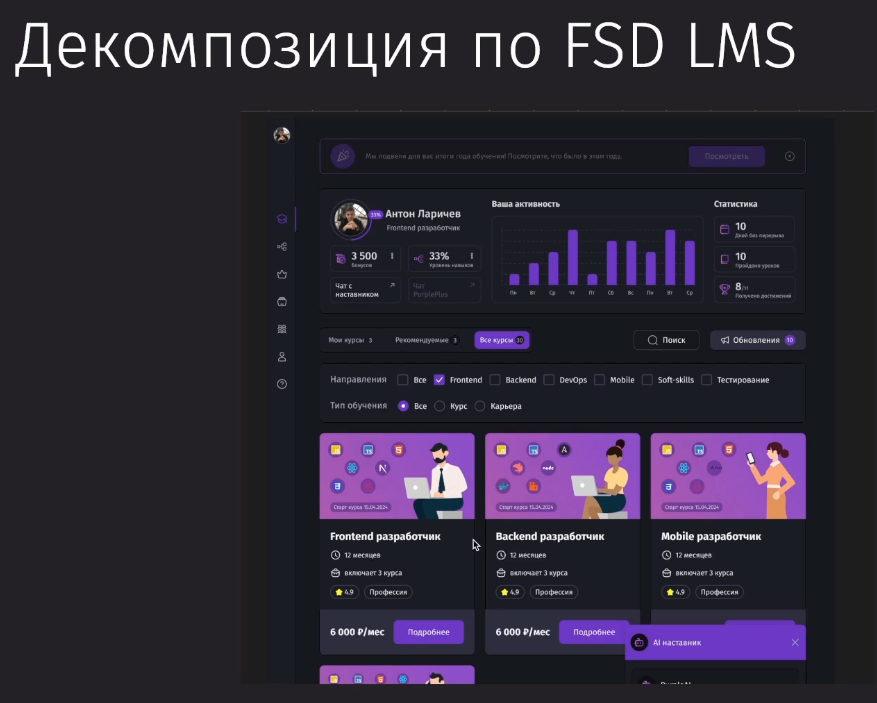 Декомпозиция по FSD LMS
Мы подвели для вас итоги года обучения! Посмотрите, что было в этом году.
Посмотреть
33%
Антон Ларичев
Frontend разработчик
3 500
Бонусов
33%
Уровень навыков
Чат с
наставником
Чат
PurplePlus
Ваша активность
Пн Вт Ср Чт Пт Сб Вс Пн Вт Ср
Статистика
10
Дней без перерыва
10
Пройдено уроков
8/11
Получено достижений
Мои курсы 3 Рекомендуемые 3 Все курсы 30
Поиск
Обновления 10
Направления Все Frontend Backend DevOps Mobile Soft-skills Тестирование
Тип обучения Все Курс Карьера
Старт курса 15.04.2024
Frontend разработчик
12 месяцев
включает 3 курса
4.9 Профессия
6 000 ₽/мес Подробнее
Старт курса 15.04.2024
Backend разработчик
12 месяцев
включает 3 курса
4.9 Профессия
6 000 ₽/мес Подробнее
Старт курса 15.04.2024
Mobile разработчик
12 месяцев
включает 3 курса
4.9 Профессия
AI наставник